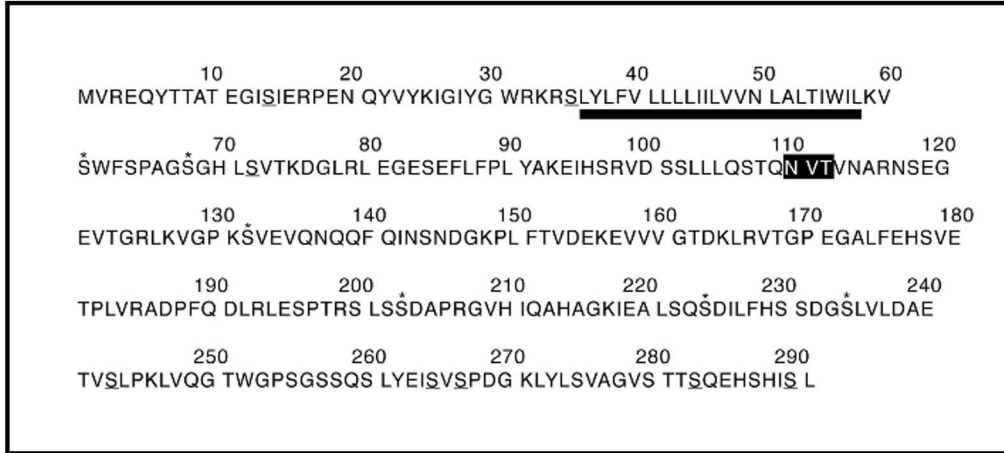 10 20 30 40 50 60
MVREQYTTAT EGISIERPEN QYVYKIGIYG WRKRSLYLFV LLLLIILVVN LALTIWILKV
* * 70 80 90 100 110 120
SWFSPAGSGH LSVTKDGLRL EGESEFLFPL YAKEIHSRVD SSLLLQSTQN VTVNARNSEG
130 * 140 150 160 170 180
EVTGRLKVGP KSVEVQNQQF QINSNDGKPL FTVDEKEVVV GTDKLRVTGP EGALFEHSVE
190 200 * 210 220 * 230 * 240
TPLVRADPFQ DLRLESPTRS LSSDAPRGVH IQAHAGKIEA LSQSDILFHS SDGSLVLDAE
250 260 270 280 290
TVSLPKLVQG TWGPSGSSQS LYEISVSPDG KLYLSVAGVS TTSQEHSHIS L